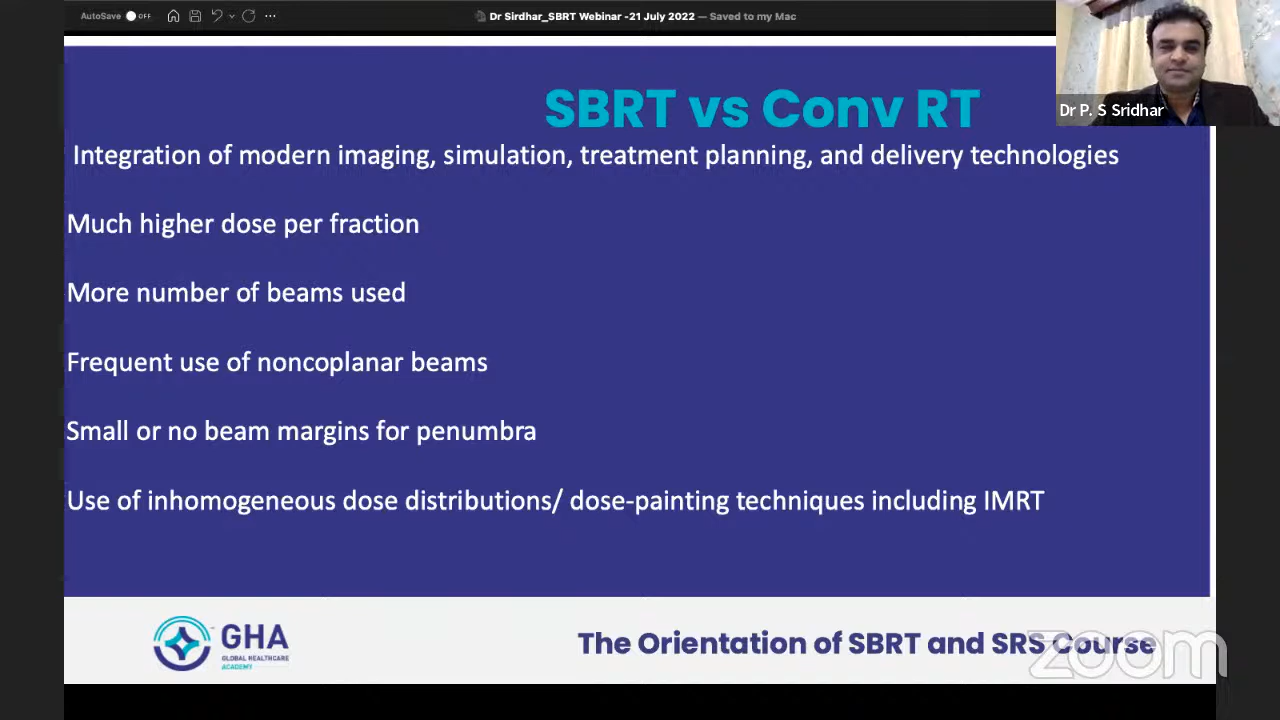 AutoSave OFF
Dr Sirdhar_SBRT Webinar -21 July 2022 — Saved to my Mac
Dr P. S Sridhar
SBRT vs Conv RT
Integration of modern imaging, simulation, treatment planning, and delivery technologies
Much higher dose per fraction
More number of beams used
Frequent use of noncoplanar beams
Small or no beam margins for penumbra
Use of inhomogeneous dose distributions/ dose-painting techniques including IMRT
GHA
GLOBAL HEALTHCARE
ACADEMY
The Orientation of SBRT and SRS Course
zoom